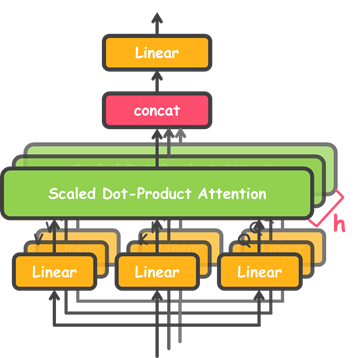 Linear
concat
Scaled Dot-Product Attention
h
V K Q
Linear Linear Linear